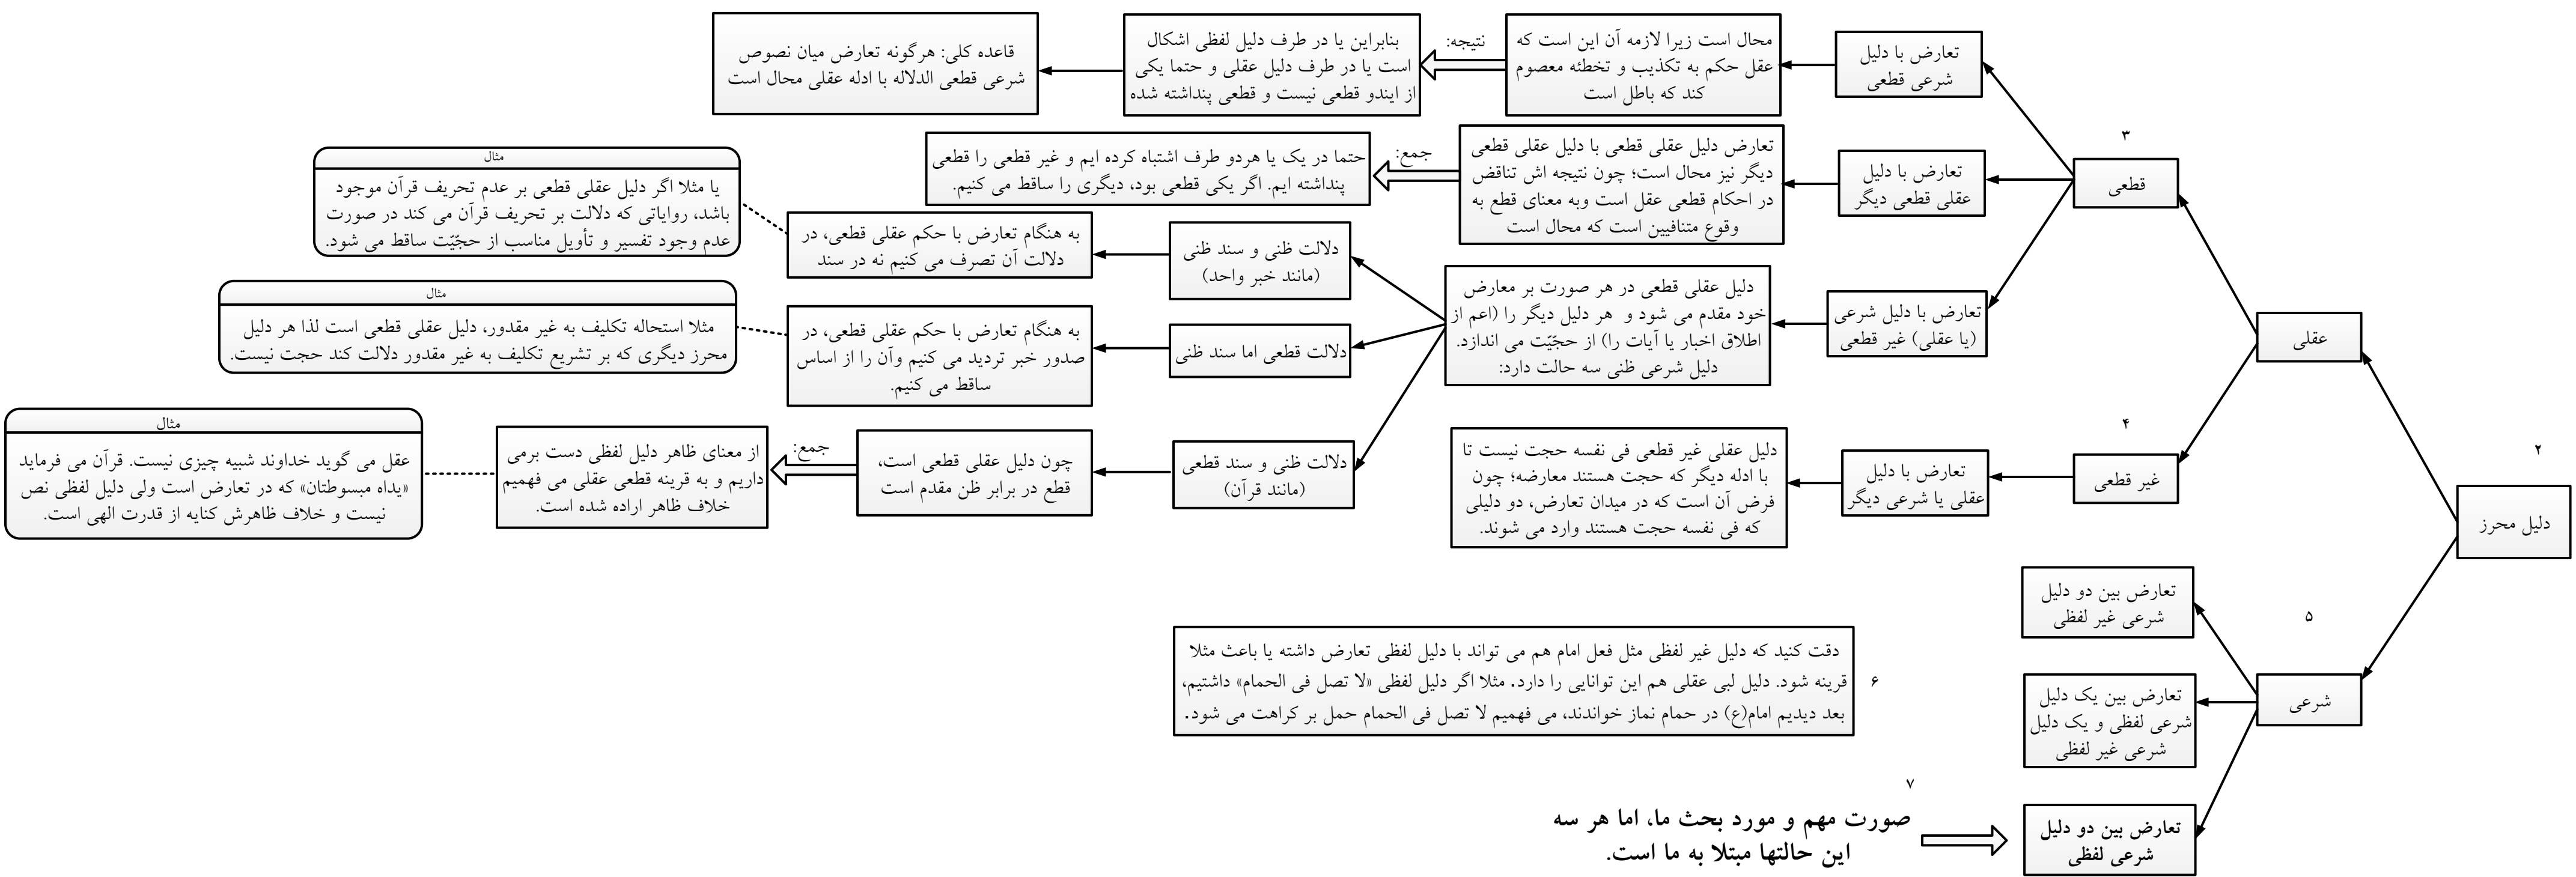 ۲
دلیل محرز
عقلی
۳
قطعی
تعارض با دلیل
شرعی قطعی
محال است زیرا لازمه آن این است که
عقل حکم به تکذیب و تخطئه معصوم
کند که باطل است
نتیجه:
بنابراین یا در طرف دلیل لفظی اشکال
است یا در طرف دلیل عقلی و حتما یکی
از ایندو قطعی نیست و قطعی پنداشته شده
قاعده کلی: هرگونه تعارض میان نصوص
شرعی قطعی الدلاله با ادله عقلی محال است
تعارض با دلیل
عقلی قطعی دیگر
تعارض دلیل عقلی قطعی با دلیل عقلی قطعی
دیگر نیز محال است؛ چون نتیجه اش تناقض
در احکام قطعی عقل است وبه معنای قطع به
وقوع متنافیین است که محال است
جمع:
حتما در یک یا هردو طرف اشتباه کرده ایم و غیر قطعی را قطعی
پنداشته ایم. اگر یکی قطعی بود، دیگری را ساقط می کنیم.
تعارض با دلیل شرعی
(یا عقلی) غیر قطعی
دلیل عقلی قطعی در هر صورت بر معارض
خود مقدم می شود و هر دلیل دیگر را (اعم از
اطلاق اخبار یا آیات را) از حجّیّت می اندازد.
دلیل شرعی ظنی سه حالت دارد:
دلالت ظنی و سند ظنی
(مانند خبر واحد)
به هنگام تعارض با حکم عقلی قطعی، در
دلالت آن تصرف می کنیم نه در سند
مثال
یا مثلا اگر دلیل عقلی قطعی بر عدم تحریف قرآن موجود
باشد، روایاتی که دلالت بر تحریف قرآن می کند در صورت
عدم وجود تفسیر و تأویل مناسب از حجّیّت ساقط می شود.
دلالت قطعی اما سند ظنی
به هنگام تعارض با حکم عقلی قطعی، در
صدور خبر تردید می کنیم وآن را از اساس
ساقط می کنیم.
مثال
مثلا استحاله تکلیف به غیر مقدور، دلیل عقلی قطعی است لذا هر دلیل
محرز دیگری که بر تشریع تکلیف به غیر مقدور دلالت کند حجت نیست.
دلالت ظنی و سند قطعی
(مانند قرآن)
چون دلیل عقلی قطعی است،
قطع در برابر ظن مقدم است
جمع:
از معنای ظاهر دلیل لفظی دست برمی
داریم و به قرینه قطعی عقلی می فهمیم
خلاف ظاهر اراده شده است.
مثال
عقل می گوید خداوند شبیه چیزی نیست. قرآن می فرماید
«یداه مبسوطتان» که در تعارض است ولی دلیل لفظی نص
نیست و خلاف ظاهرش کنایه از قدرت الهی است.
۴
غیر قطعی
تعارض با دلیل
عقلی یا شرعی دیگر
دلیل عقلی غیر قطعی فی نفسه حجت نیست تا
با ادله دیگر که حجت هستند معارضه؛ چون
فرض آن است که در میدان تعارض، دو دلیلی
که فی نفسه حجت هستند وارد می شوند.
۵
شرعی
تعارض بین دو دلیل
شرعی غیر لفظی
تعارض بین یک دلیل
شرعی لفظی و یک دلیل
شرعی غیر لفظی
۶
دقت کنید که دلیل غیر لفظی مثل فعل امام هم می تواند با دلیل لفظی تعارض داشته یا باعث مثلا
قرینه شود. دلیل لبی عقلی هم این توانایی را دارد. مثلا اگر دلیل لفظی «لا تصل فی الحمام» داشتیم،
بعد دیدیم امام(ع) در حمام نماز خواندند، می فهمیم لا تصل فی الحمام حمل بر کراهت می شود.
تعارض بین دو دلیل
شرعی لفظی
۷
صورت مهم و مورد بحث ما، اما هر سه
این حالتها مبتلا به ما است.